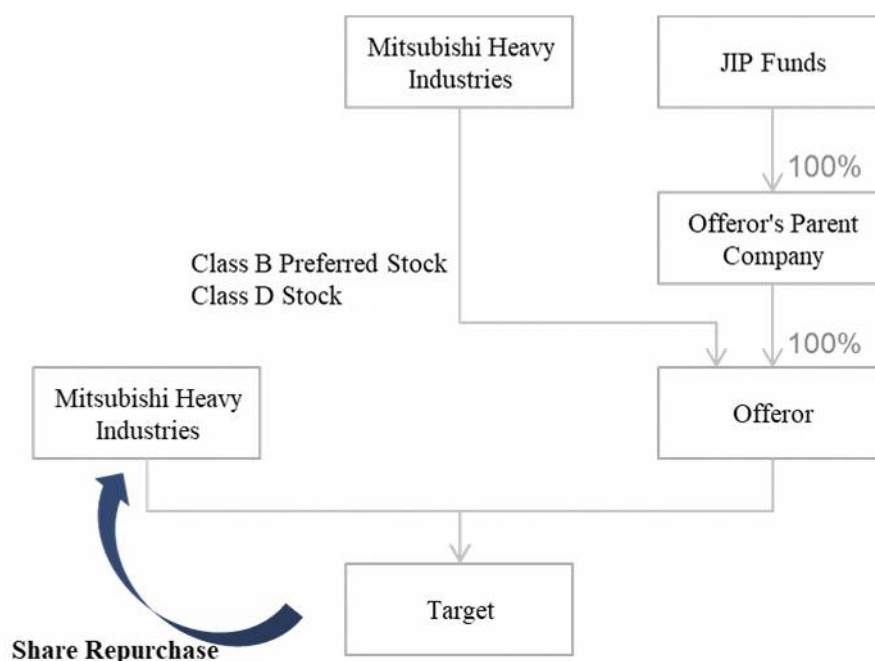 Mitsubishi Heavy
Industries
JIP Funds
100%
Offeror's Parent
Company
Class B Preferred Stock
Class D Stock
100%
Mitsubishi Heavy
Industries
Offeror
Target
Share Repurchase